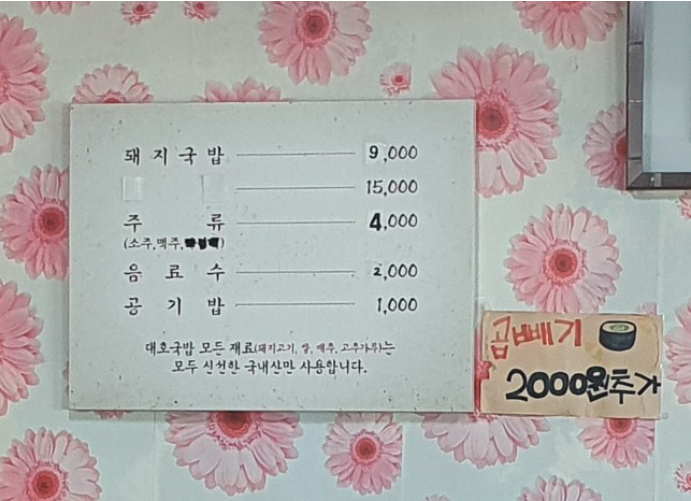 돼지국밥 9,000
15,000
주류 4,000
(소주,맥주,
음료수 2,000
공기밥 1,000
대호국밥 모든 재료(돼지고기, 쌀, 배추, 고추가루)는
모두 신선한 국내산만 사용합니다.
곱빼기
2000원추가